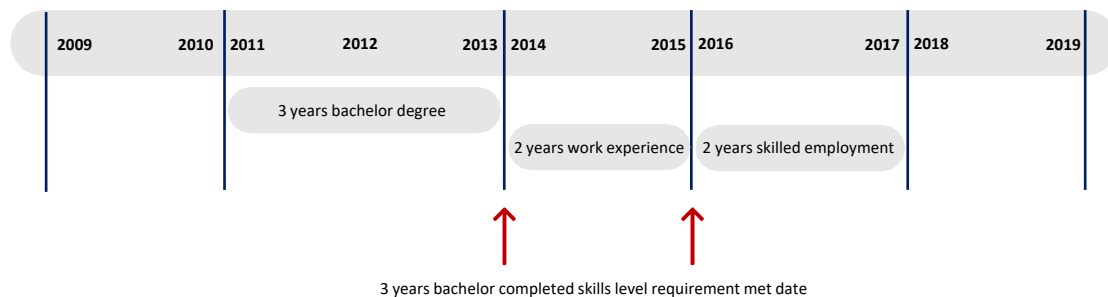 2009 2010 2011 2012 2013 2014 2015 2016 2017 2018 2019
3 years bachelor degree
2 years work experience 2 years skilled employment
3 years bachelor completed skills level requirement met date